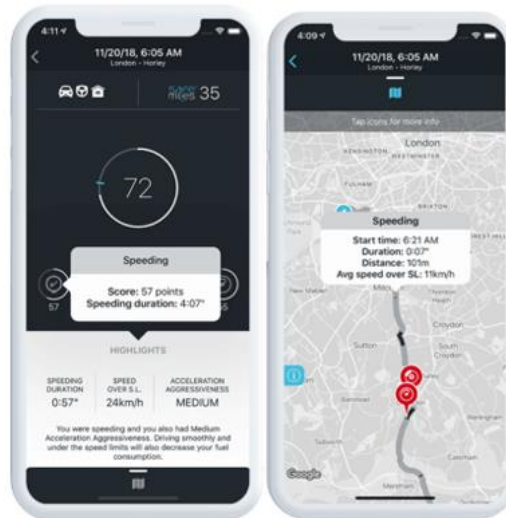 4:11
11/20/18, 6:05 AM
London - Horley
35
72
Speeding
Score: 57 points
Speeding duration: 4:07"
57
HIGHLIGHTS
SPEEDING DURATION
0:57"
SPEED OVER S.L.
24km/h
ACCELERATION AGGRESSIVENESS
MEDIUM
You were speeding and you also had Medium
Acceleration Aggressiveness. Driving smoothly and
under the speed limits will also decrease your fuel
consumption.
4:09
11/20/18, 6:05 AM
London - Horley
Tap icons for more info
London
KENSINGTON
WESTMINSTER
FULHAM
BRIXTON
Speeding
Start time: 6:21 AM
Duration: 0:07"
Distance: 101m
Avg speed over SL: 11km/h
Croydon
Sutton
South
Croydon
Google